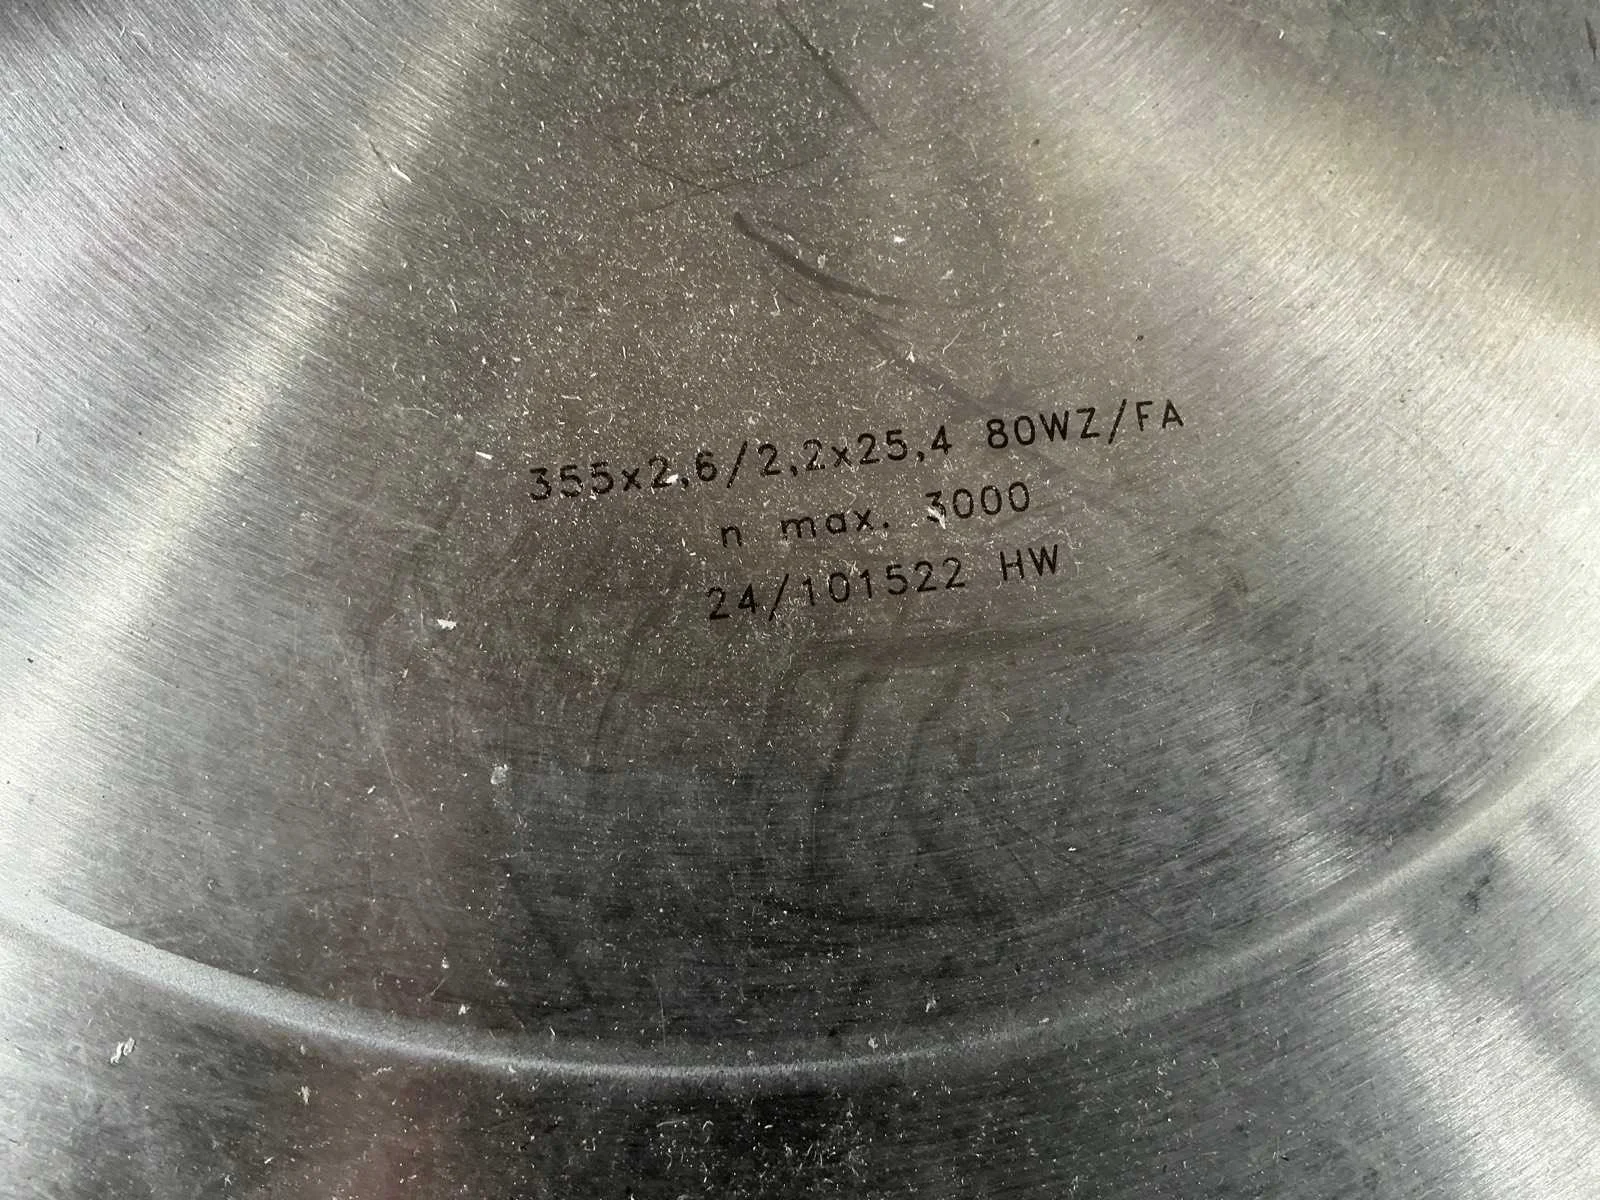 355x2,6/2,2x25,4 80WZ/FA
n max. 3000
24/101522 HW